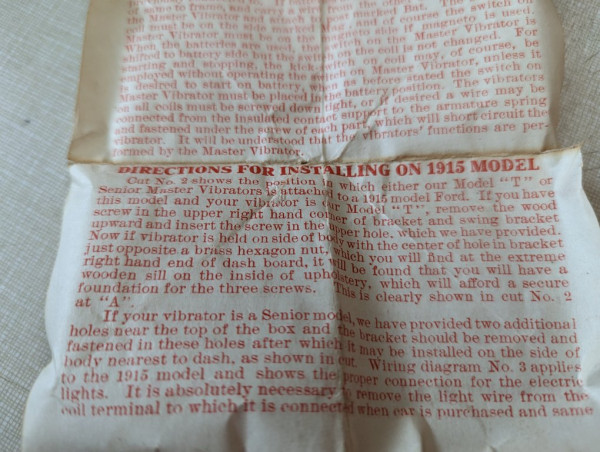 to frame, and
the Master Vibrator and attach
coil must be on the side marked
Master Vibrator must be on magneto side if magneto is used.
When the batteries are used, switch on the Master Vibrator is
shifted to battery side but the switch on the coil is not changed. For
starting and stopping, the kick switch on coil may, of course, be
employed without operating the switch on Master Vibrator, unless it
is desired to start on battery, when as before stated the switch on
Master Vibrator must be placed in the battery position. The vibrators
on all coils must be screwed down tight, or if desired a wire may be
connected from the insulated contact support to the armature spring
and fastened under the screw of each part, which will short circuit the
vibrator. It will be understood that the vibrators' functions are per-
formed by the Master Vibrator.
DIRECTIONS FOR INSTALLING ON 1915 MODEL
Cut No. 2 shows the position in which either our Model "T" or
Senior Master Vibrators is attached to a 1915 model Ford. If you have
this model and your vibrator is our Model "T", remove the wood
screw in the upper right hand corner of bracket and swing bracket
upward and insert the screw in the upper hole, which we have provided.
Now if vibrator is held on side of body with the center of hole in bracket
just opposite a brass hexagon nut, which you will find at the extreme
right hand end of dash board, it will be found that you will have a
wooden sill on the inside of upholstery, which will afford a secure
foundation for the three screws. This is clearly shown in cut No. 2
at "A".
If your vibrator is a Senior model, we have provided two additional
holes near the top of the box and the bracket should be removed and
fastened in these holes after which it may be installed on the side of
body nearest to dash, as shown in cut. Wiring diagram No. 3 applies
to the 1915 model and shows the proper connection for the electric
lights. It is absolutely necessary to remove the light wire from the
coil terminal to which it is connected when car is purchased and same